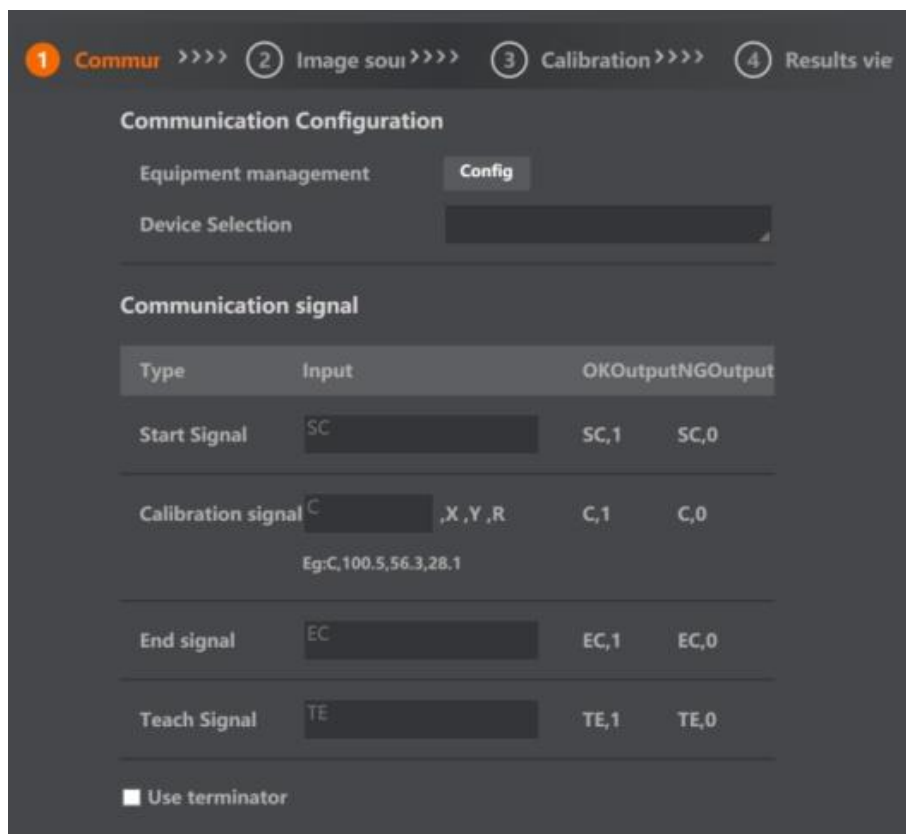 1 Commur >>>> 2 Image sour >>>> 3 Calibration >>>> 4 Results vie
Communication Configuration
Equipment management Config
Device Selection
Communication signal
Type Input OKOutputNGOutput
Start Signal SC SC,1 SC,0
Calibration signal C ,X ,Y ,R C,1 C,0
Eg:C,100.5,56.3,28.1
End signal EC EC,1 EC,0
Teach Signal TE TE,1 TE,0
Use terminator